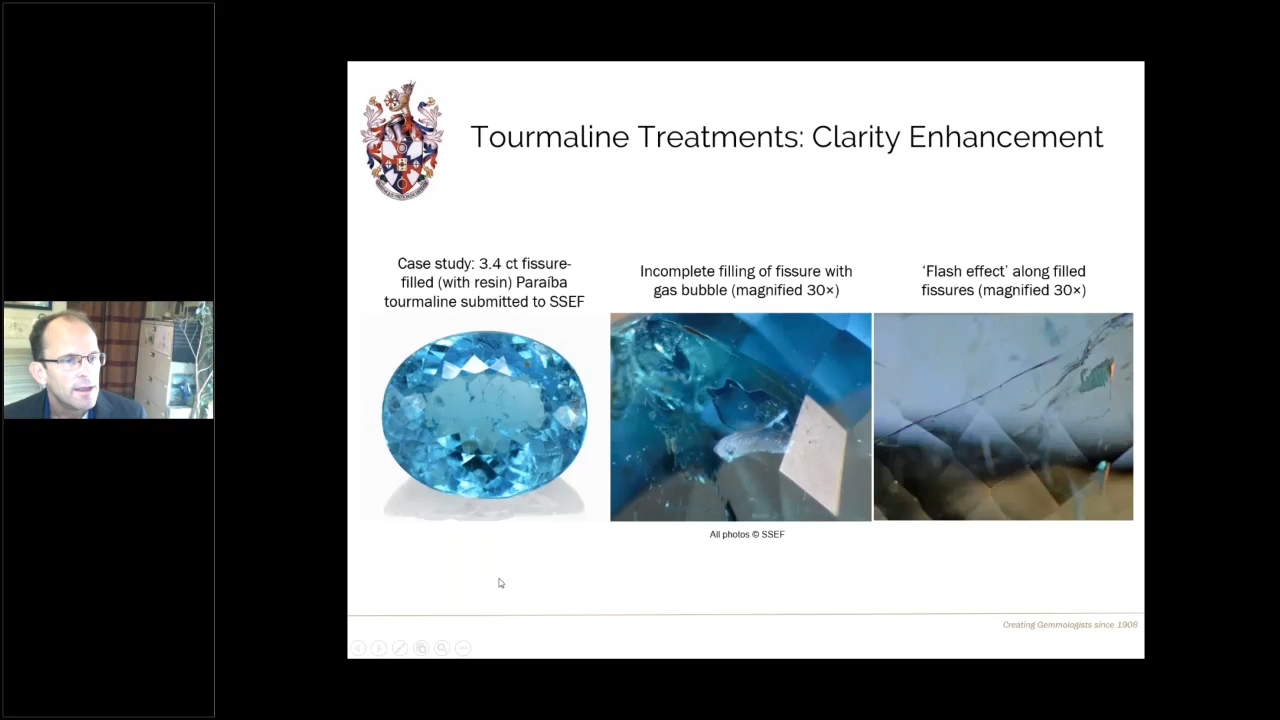 Tourmaline Treatments: Clarity Enhancement
Case study: 3.4 ct fissure-
filled (with resin) Paraíba
tourmaline submitted to SSEF
Incomplete filling of fissure with
gas bubble (magnified 30×)
‘Flash effect’ along filled
fissures (magnified 30×)
All photos © SSEF
Creating Gemmologists since 1908